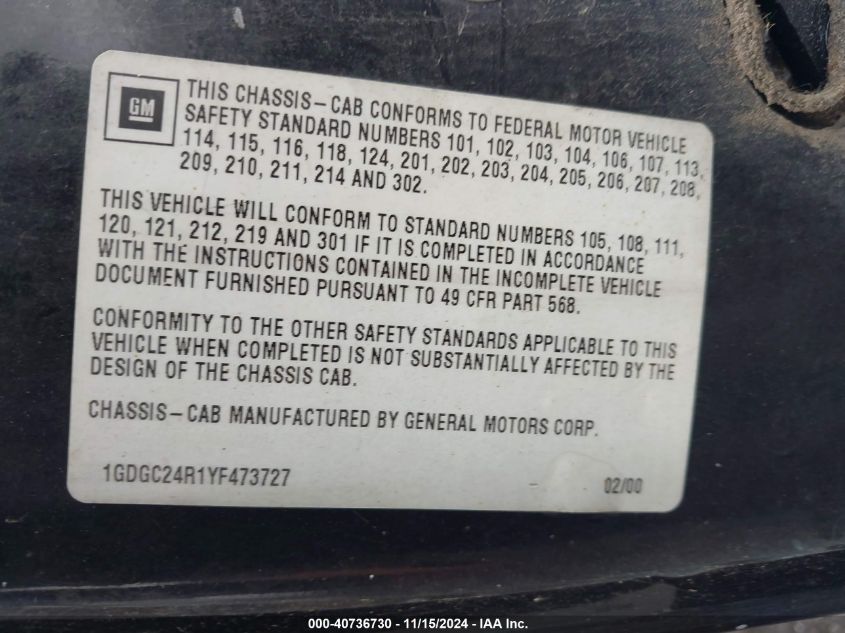 GM
THIS CHASSIS-CAB CONFORMS TO FEDERAL MOTOR VEHICLE
SAFETY STANDARD NUMBERS 101, 102, 103, 104, 106, 107, 113,
114, 115, 116, 118, 124, 201, 202, 203, 204, 205, 206, 207, 208,
209, 210, 211, 214 AND 302.
THIS VEHICLE WILL CONFORM TO STANDARD NUMBERS 105, 108, 111,
120, 121, 212, 219 AND 301 IF IT IS COMPLETED IN ACCORDANCE
WITH THE INSTRUCTIONS CONTAINED IN THE INCOMPLETE VEHICLE
DOCUMENT FURNISHED PURSUANT TO 49 CFR PART 568.
CONFORMITY TO THE OTHER SAFETY STANDARDS APPLICABLE TO THIS
VEHICLE WHEN COMPLETED IS NOT SUBSTANTIALLY AFFECTED BY THE
DESIGN OF THE CHASSIS CAB.
CHASSIS-CAB MANUFACTURED BY GENERAL MOTORS CORP.
1GDGC24R1YF473727 02/00
000-40736730 - 11/15/2024 - IAA Inc.